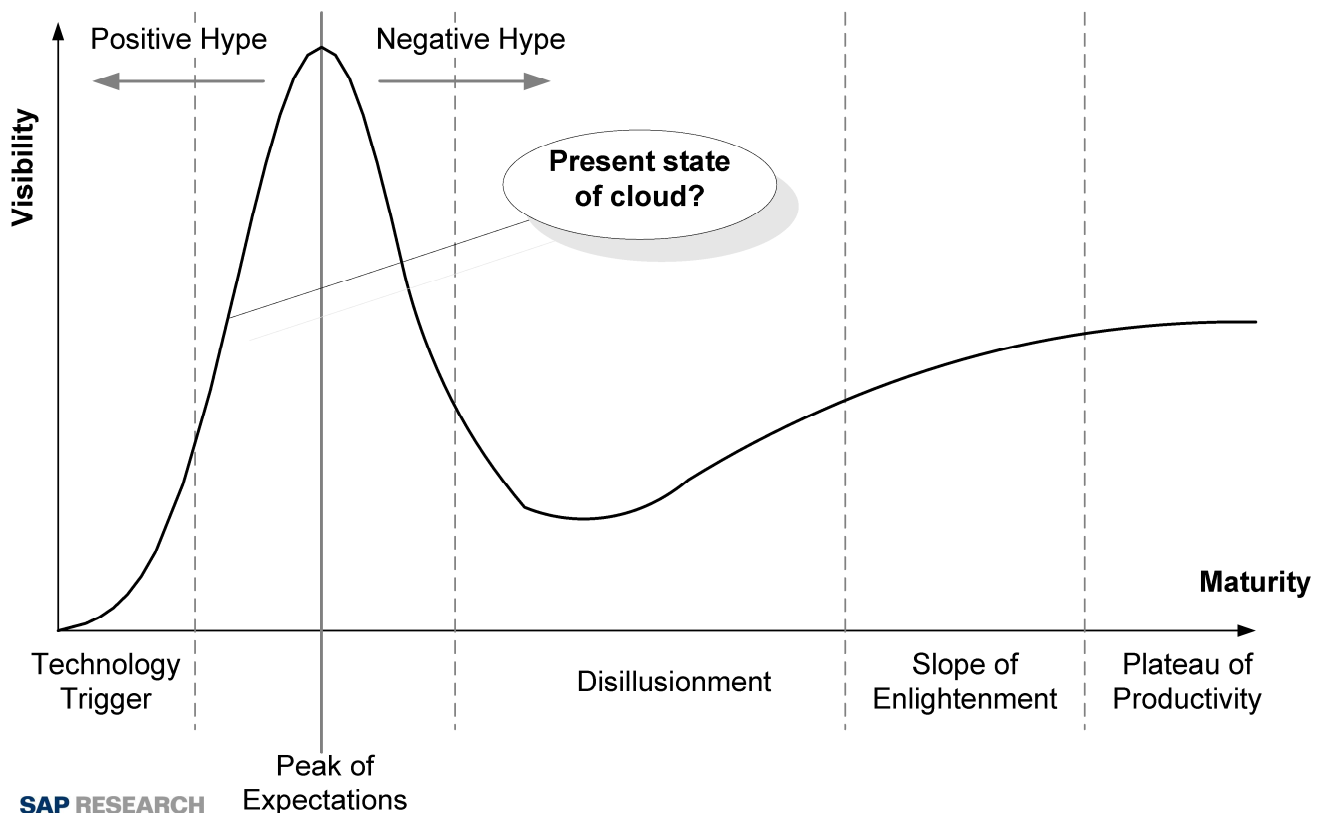 Positive Hype
Negative Hype
Visibility
Present state
of cloud?
Maturity
Technology
Trigger
Disillusionment
Slope of
Enlightenment
Plateau of
Productivity
Peak of
Expectations
SAP RESEARCH